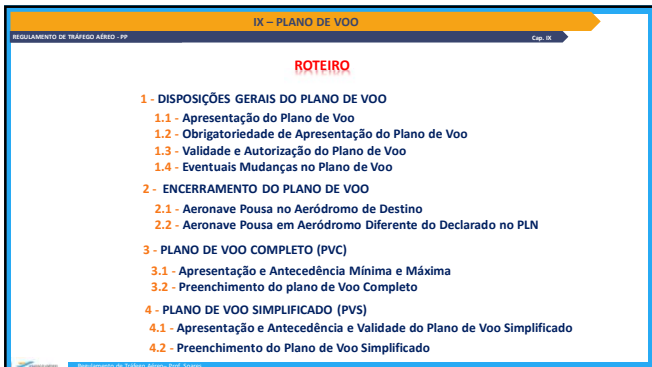 IX – PLANO DE VOO
REGULAMENTO DE TRÁFEGO AÉREO - PP
Cap. IX
ROTEIRO
1 - DISPOSIÇÕES GERAIS DO PLANO DE VOO
1.1 - Apresentação do Plano de Voo
1.2 - Obrigatoriedade de Apresentação do Plano de Voo
1.3 - Validade e Autorização do Plano de Voo
1.4 - Eventuais Mudanças no Plano de Voo
2 - ENCERRAMENTO DO PLANO DE VOO
2.1 - Aeronave Pousa no Aeródromo de Destino
2.2 - Aeronave Pousa em Aeródromo Diferente do Declarado no PLN
3 - PLANO DE VOO COMPLETO (PVC)
3.1 - Apresentação e Antecedência Mínima e Máxima
3.2 - Preenchimento do plano de Voo Completo
4 - PLANO DE VOO SIMPLIFICADO (PVS)
4.1 - Apresentação e Antecedência e Validade do Plano de Voo Simplificado
4.2 - Preenchimento do Plano de Voo Simplificado
Regulamento de Tráfego Aéreo– Prof.